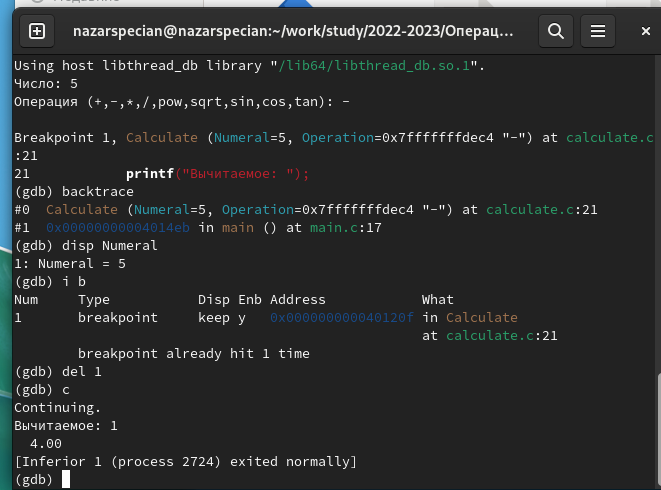 nazarspecian@nazarspecian:~/work/study/2022-2023/Операц...
Using host libthread_db library "/lib64/libthread_db.so.1".
Число: 5
Операция (+,-,*,/,pow,sqrt,sin,cos,tan): -
Breakpoint 1, Calculate (Numeral=5, Operation=0x7fffffffdec4 "-") at calculate.c
:21
21 printf("Вычитаемое: ");
(gdb) backtrace
#0 Calculate (Numeral=5, Operation=0x7fffffffdec4 "-") at calculate.c:21
#1 0x00000000004014eb in main () at main.c:17
(gdb) disp Numeral
1: Numeral = 5
(gdb) i b
Num Type Disp Enb Address What
1 breakpoint keep y 0x000000000040120f in Calculate
at calculate.c:21
breakpoint already hit 1 time
(gdb) del 1
(gdb) c
Continuing.
Вычитаемое: 1
4.00
[Inferior 1 (process 2724) exited normally]
(gdb)